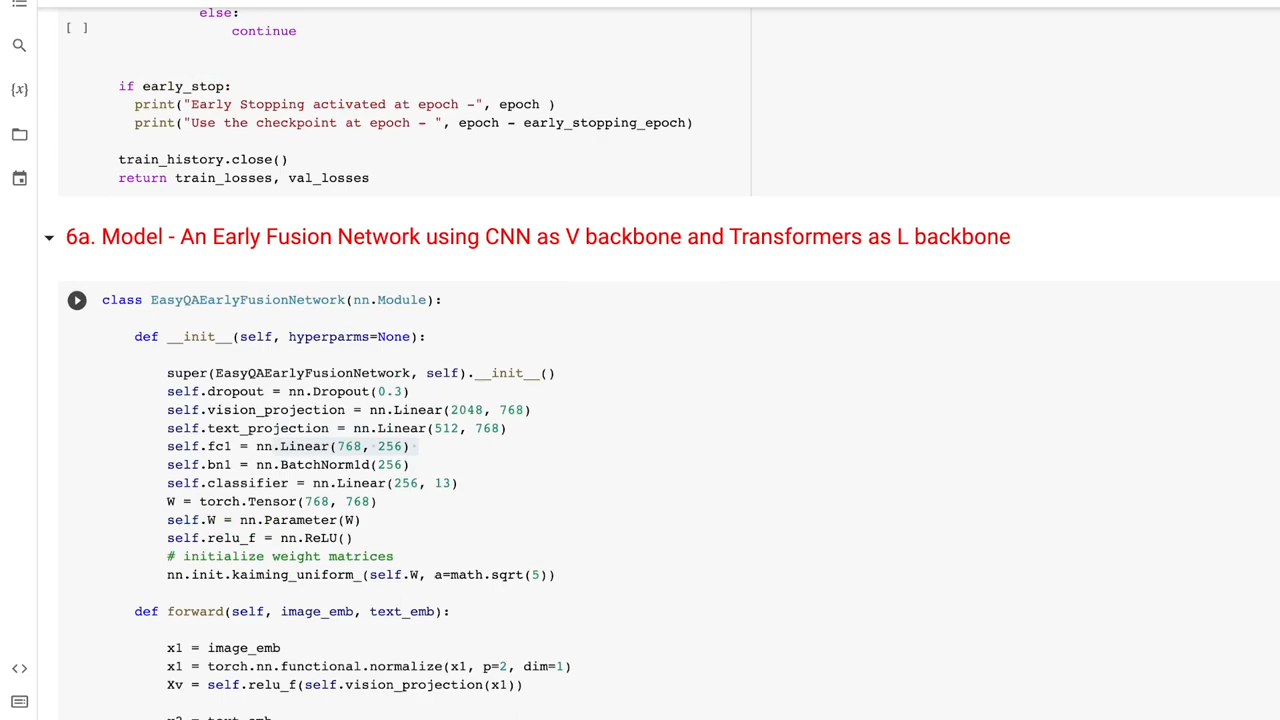 else:
[ ]
continue
if early_stop:
print("Early Stopping activated at epoch -", epoch )
print("Use the checkpoint at epoch - ", epoch - early_stopping_epoch)
train_history.close()
return train_losses, val_losses
6a. Model - An Early Fusion Network using CNN as V backbone and Transformers as L backbone
class EasyQAEarlyFusionNetwork(nn.Module):
def __init__(self, hyperparms=None):
super(EasyQAEarlyFusionNetwork, self).__init__()
self.dropout = nn.Dropout(0.3)
self.vision_projection = nn.Linear(2048, 768)
self.text_projection = nn.Linear(512, 768)
self.fc1 = nn.Linear(768, 256)
self.bn1 = nn.BatchNorm1d(256)
self.classifier = nn.Linear(256, 13)
W = torch.Tensor(768, 768)
self.W = nn.Parameter(W)
self.relu_f = nn.ReLU()
# initialize weight matrices
nn.init.kaiming_uniform_(self.W, a=math.sqrt(5))
def forward(self, image_emb, text_emb):
x1 = image_emb
x1 = torch.nn.functional.normalize(x1, p=2, dim=1)
Xv = self.relu_f(self.vision_projection(x1))
x2 = text_emb